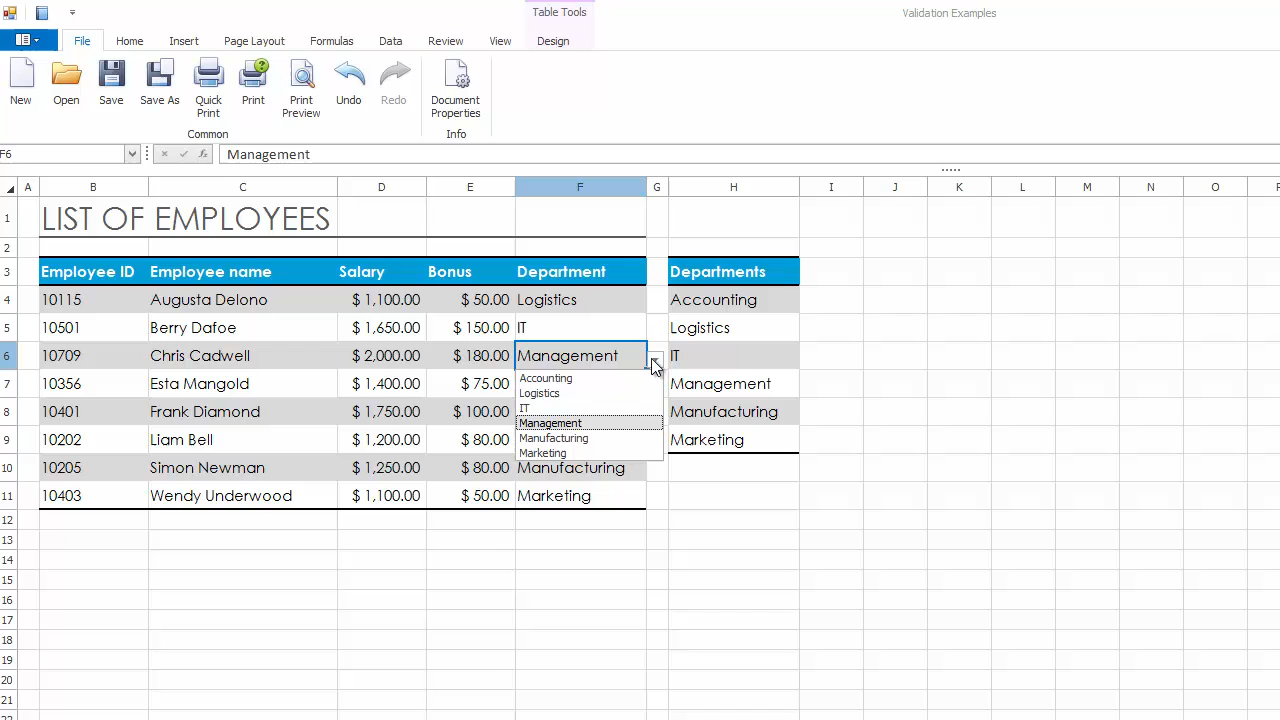 Table Tools
Validation Examples
File Home Insert Page Layout Formulas Data Review View Design
New Open Save Save As Quick Print Print Print Preview Undo Redo Document Properties
Common Info
F6 fx Management
A B C D E F G H I J K L M N O P
1 LIST OF EMPLOYEES
2
3 Employee ID Employee name Salary Bonus Department Departments
4 10115 Augusta Delono $ 1,100.00 $ 50.00 Logistics Accounting
5 10501 Berry Dafoe $ 1,650.00 $ 150.00 IT Logistics
6 10709 Chris Cadwell $ 2,000.00 $ 180.00 Management IT
7 10356 Esta Mangold $ 1,400.00 $ 75.00 Management
8 10401 Frank Diamond $ 1,750.00 $ 100.00 Manufacturing
9 10202 Liam Bell $ 1,200.00 $ 80.00 Marketing
Accounting
Logistics
IT
Management
Manufacturing
Marketing
10 10205 Simon Newman $ 1,250.00 $ 80.00 Manufacturing
11 10403 Wendy Underwood $ 1,100.00 $ 50.00 Marketing
12
13
14
15
16
17
18
19
20
21